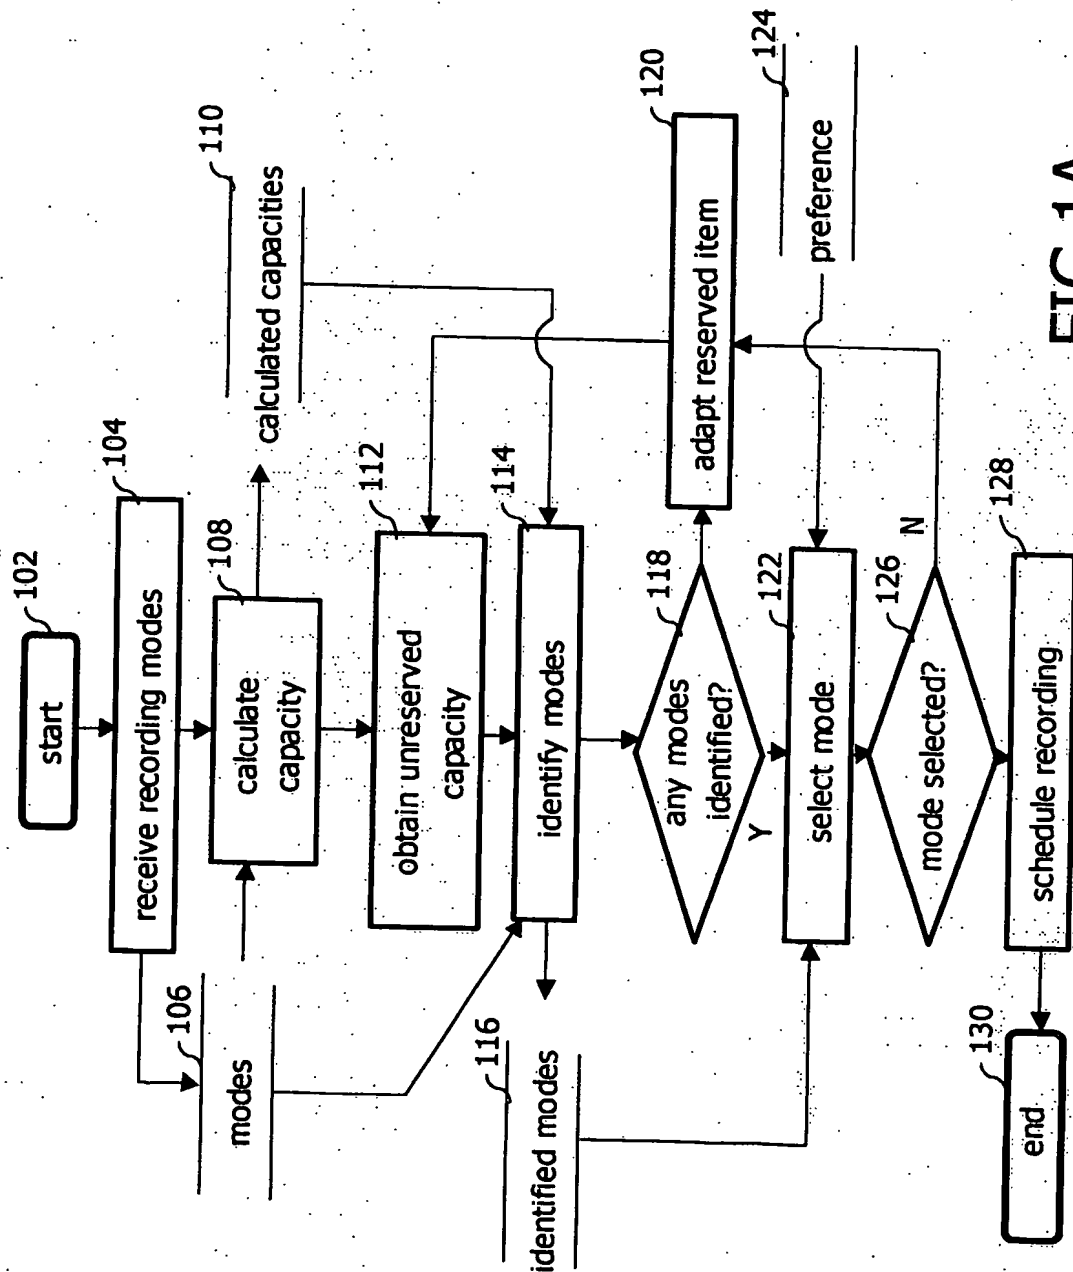 102
start
104
receive recording modes
106
modes
108
calculate
capacity
110
calculated capacities
112
obtain unreserved
capacity
114
identify modes
116
identified modes
118
any modes
identified?
Y
120
adapt reserved item
122
select mode
124
preference
126
mode selected?
N
128
schedule recording
130
end
FIG 1A